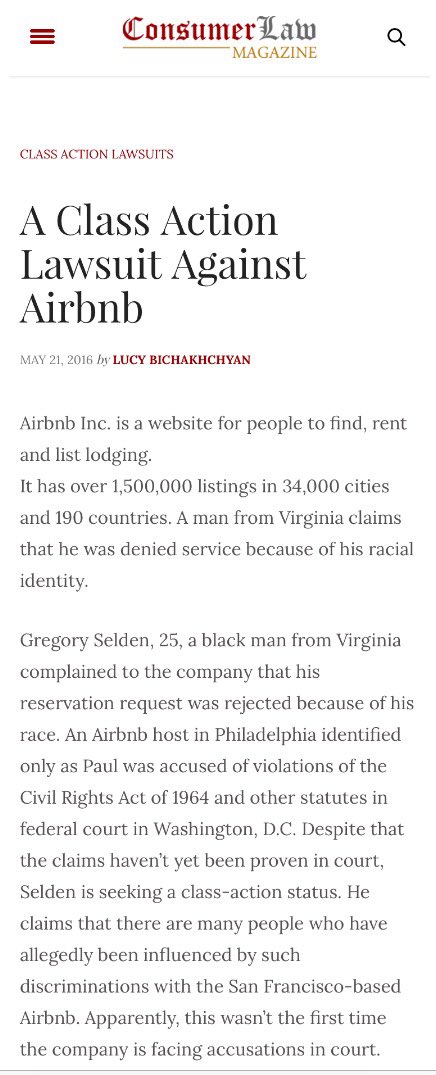 ConsumerLaw
MAGAZINE
CLASS ACTION LAWSUITS
A Class Action
Lawsuit Against
Airbnb
MAY 21, 2016 by LUCY BICHAKHCHYAN
Airbnb Inc. is a website for people to find, rent
and list lodging.
It has over 1,500,000 listings in 34,000 cities
and 190 countries. A man from Virginia claims
that he was denied service because of his racial
identity.
Gregory Selden, 25, a black man from Virginia
complained to the company that his
reservation request was rejected because of his
race. An Airbnb host in Philadelphia identified
only as Paul was accused of violations of the
Civil Rights Act of 1964 and other statutes in
federal court in Washington, D.C. Despite that
the claims haven’t yet been proven in court,
Selden is seeking a class-action status. He
claims that there are many people who have
allegedly been influenced by such
discriminations with the San Francisco-based
Airbnb. Apparently, this wasn’t the first time
the company is facing accusations in court.